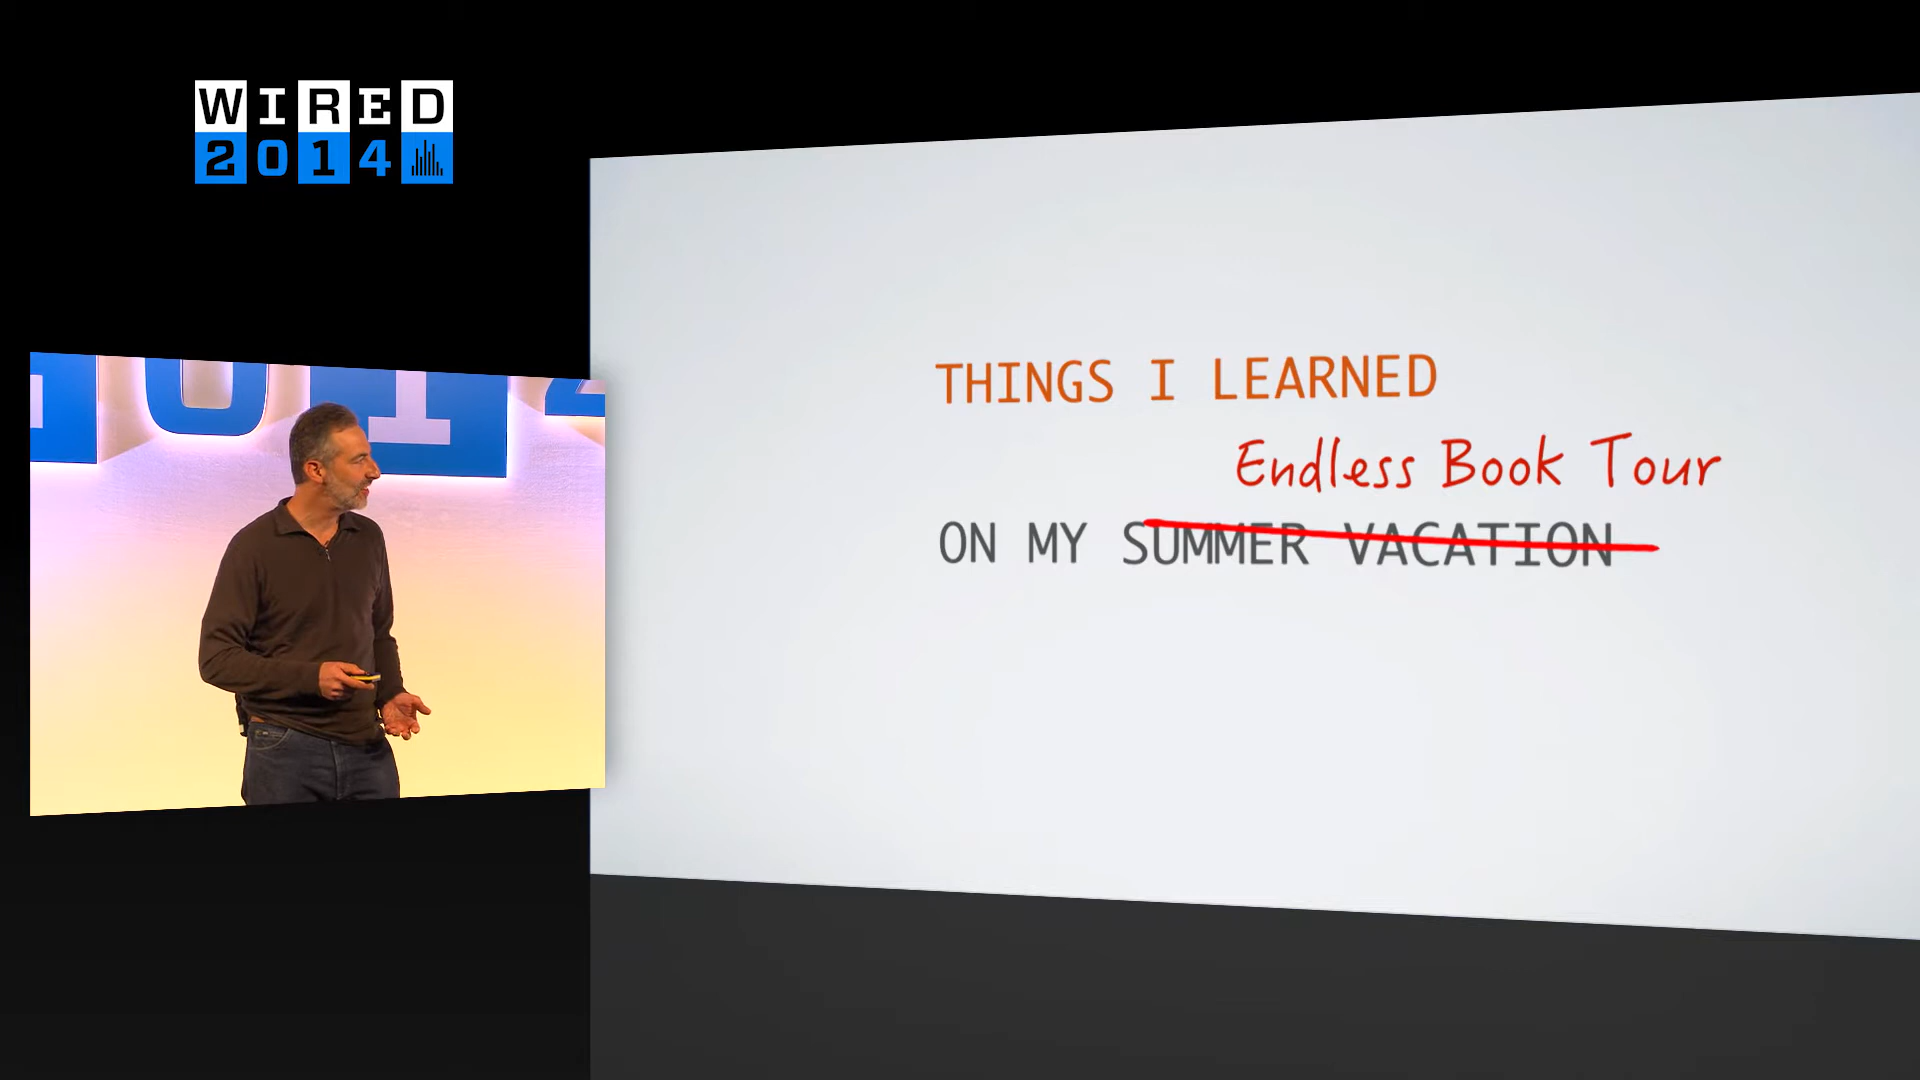 WIRED
2014
THINGS I LEARNED
Endless Book Tour
ON MY SUMMER VACATION